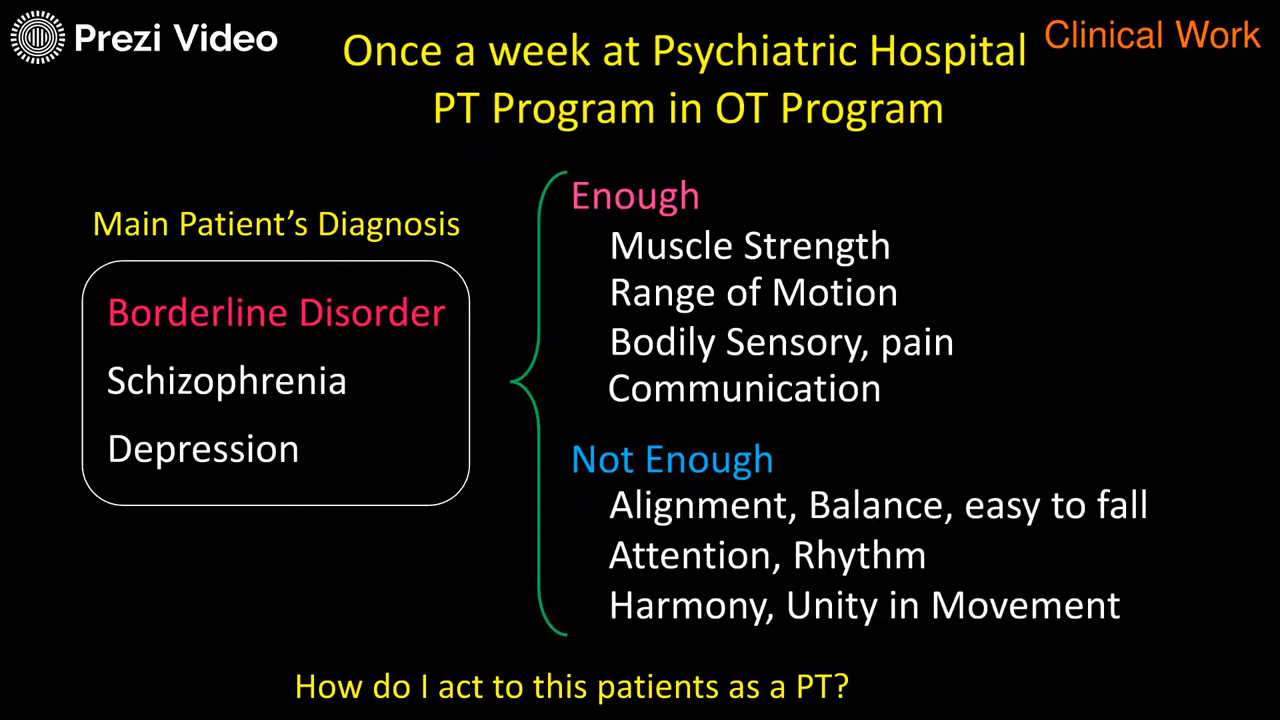 Prezi Video
Clinical Work
Once a week at Psychiatric Hospital
PT Program in OT Program
Main Patient’s Diagnosis
Borderline Disorder
Schizophrenia
Depression
Enough
Muscle Strength
Range of Motion
Bodily Sensory, pain
Communication
Not Enough
Alignment, Balance, easy to fall
Attention, Rhythm
Harmony, Unity in Movement
How do I act to this patients as a PT?